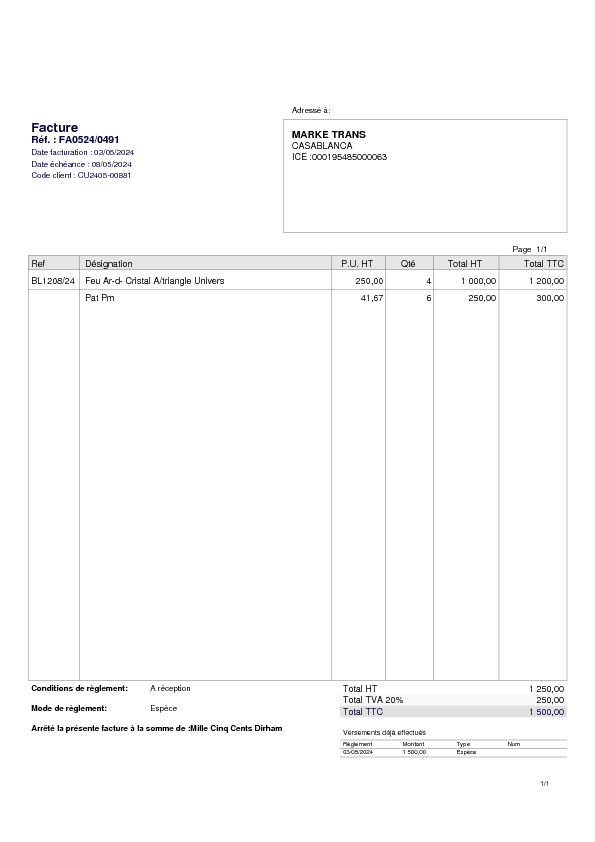 Adressé à:
Facture
Réf. : FA0524/0491
Date facturation : 03/05/2024
Date échéance : 08/05/2024
Code client : CU2405-00881
MARKE TRANS
CASABLANCA
ICE :000195485000063
Page 1/1
Ref Désignation P.U. HT Qté Total HT Total TTC
BL1208/24 Feu Ar-d- Cristal A/triangle Univers 250,00 4 1 000,00 1 200,00
Pat Pm 41,67 6 250,00 300,00
Conditions de règlement: A réception
Total HT 1 250,00
Total TVA 20% 250,00
Mode de règlement: Espèce
Total TTC 1 500,00
Arrêté la présente facture à la somme de :Mille Cinq Cents Dirham
Versements déjà effectués
Règlement Montant Type Num
03/05/2024 1 500,00 Espèce
1/1